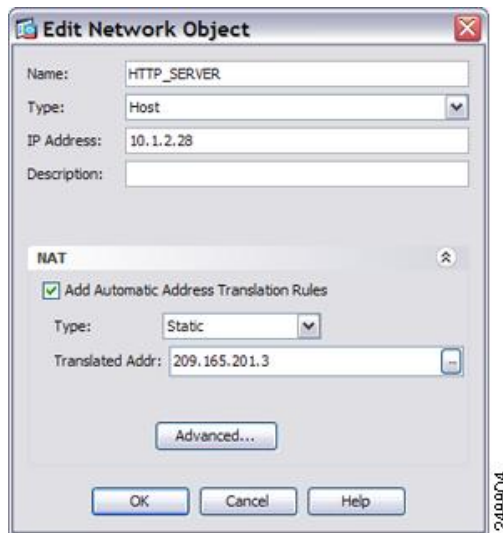 Edit Network Object
Name: HTTP_SERVER
Type: Host
IP Address: 10.1.2.28
Description:
NAT
Add Automatic Address Translation Rules
Type: Static
Translated Addr: 209.165.201.3 ...
Advanced...
OK Cancel Help
248804